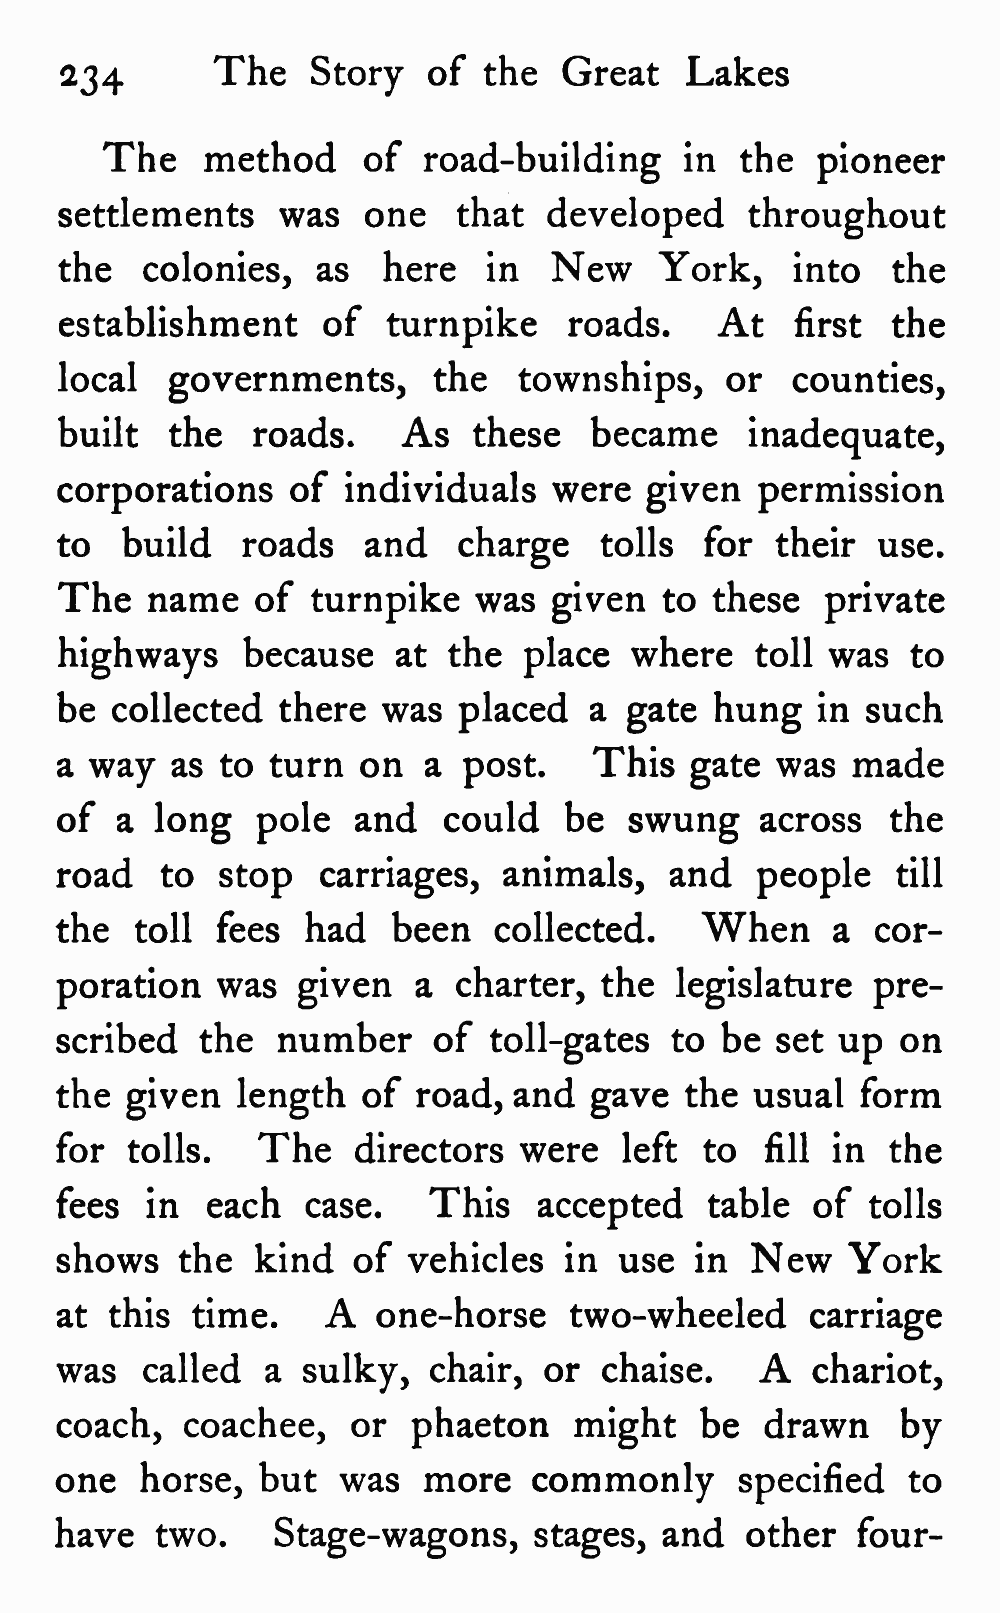 234 The Story of the Great Lakes
The method of road-building in the pioneer
settlements was one that developed throughout
the colonies, as here in New York, into the
establishment of turnpike roads. At first the
local governments, the townships, or counties,
built the roads. As these became inadequate,
corporations of individuals were given permission
to build roads and charge tolls for their use.
The name of turnpike was given to these private
highways because at the place where toll was to
be collected there was placed a gate hung in such
a way as to turn on a post. This gate was made
of a long pole and could be swung across the
road to stop carriages, animals, and people till
the toll fees had been collected. When a cor-
poration was given a charter, the legislature pre-
scribed the number of toll-gates to be set up on
the given length of road, and gave the usual form
for tolls. The directors were left to fill in the
fees in each case. This accepted table of tolls
shows the kind of vehicles in use in New York
at this time. A one-horse two-wheeled carriage
was called a sulky, chair, or chaise. A chariot,
coach, coachee, or phaeton might be drawn by
one horse, but was more commonly specified to
have two. Stage-wagons, stages, and other four-